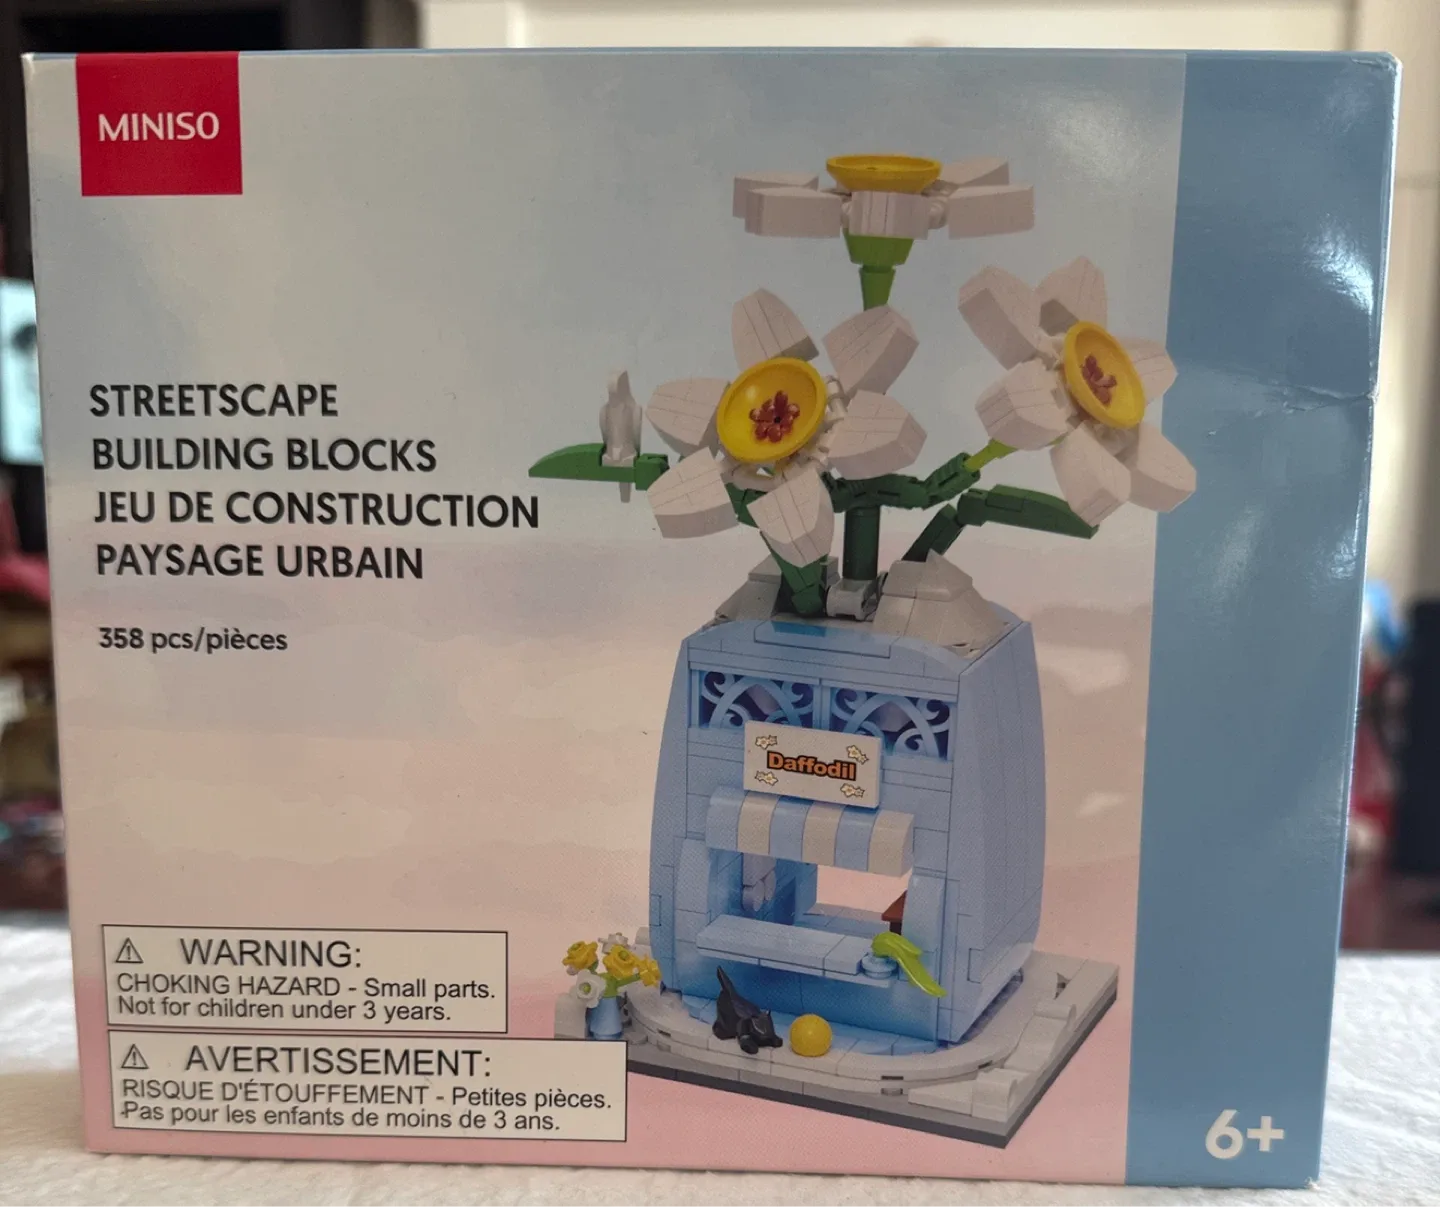 MINISO
STREETSCAPE
BUILDING BLOCKS
JEU DE CONSTRUCTION
PAYSAGE URBAIN
358 pcs/pièces
Daffodil
WARNING:
CHOKING HAZARD - Small parts.
Not for children under 3 years.
AVERTISSEMENT:
RISQUE D'ÉTOUFFEMENT - Petites pièces.
Pas pour les enfants de moins de 3 ans.
6+